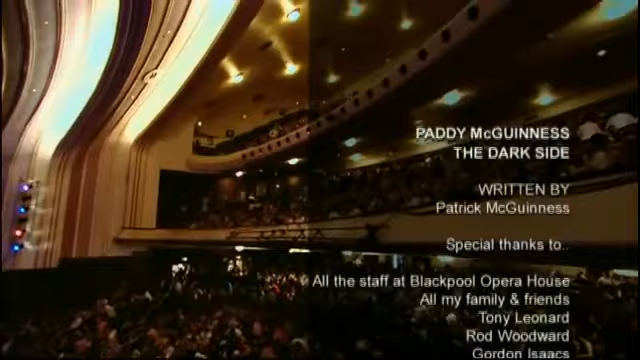 PADDY McGUINNESS
THE DARK SIDE
WRITTEN BY
Patrick McGuinness
Special thanks to..
All the staff at Blackpool Opera House
All my family & friends
Tony Leonard
Rod Woodward
Gordon Isaacs